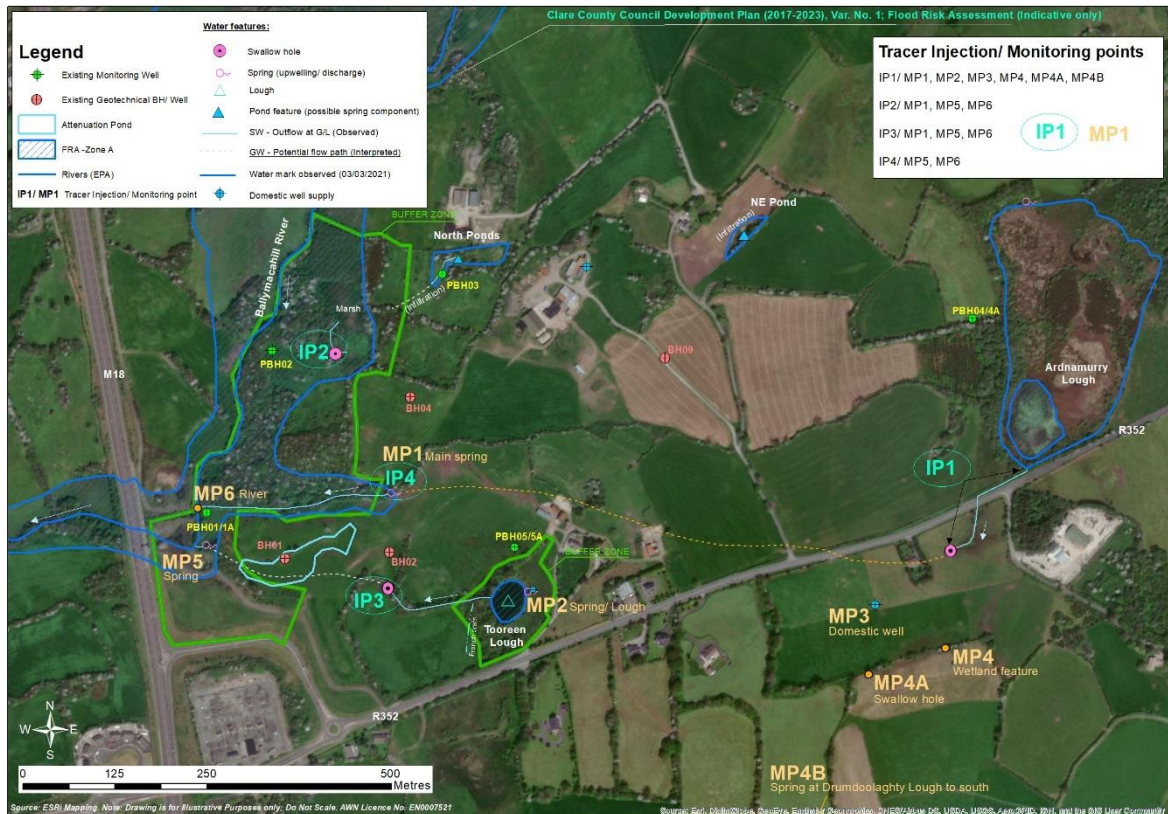 Clare County Council Development Plan (2017-2023), Var. No. 1; Flood Risk Assessment (Indicative only)
Legend
Existing Monitoring Well
Existing Geotechnical BH/ Well
Attenuation Pond
FRA -Zone A
Rivers (EPA)
IP1/ MP1 Tracer Injection/ Monitoring point
Water features:
Swallow hole
Spring (upwelling/ discharge)
Lough
Pond feature (possible spring component)
SW - Outflow at G/L (Observed)
GW - Potential flow path (Interpreted)
Water mark observed (03/03/2021)
Domestic well supply
Tracer Injection/ Monitoring points
IP1/ MP1, MP2, MP3, MP4, MP4A, MP4B
IP2/ MP1, MP5, MP6
IP3/ MP1, MP5, MP6
IP4/ MP5, MP6
IP1 MP1
BUFFER ZONE
North Ponds
PBH03
(Infiltration)
NE Pond
(Infiltration)
Ballymacahill River
Marsh
IP2
PBH02
M18
BH04
BH09
PBH04/4A
Ardnamurry
Lough
R352
IP1
MP1 Main spring
IP4
MP6 River
PBH01/1A
MP5
Spring
BH01
BH02
PBH05/5A
BUFFER ZONE
IP3
MP2 Spring/ Lough
Tooreen
Lough
MP3
Domestic well
MP4
Wetland feature
MP4A
Swallow hole
R352
MP4B
Spring at Drumdoolaghty Lough to south
N
W E
S
0 125 250 500
Metres
Source: ESRi Mapping. Note: Drawing is for Illustrative Purposes only; Do Not Scale. AWN Licence No. EN0007521